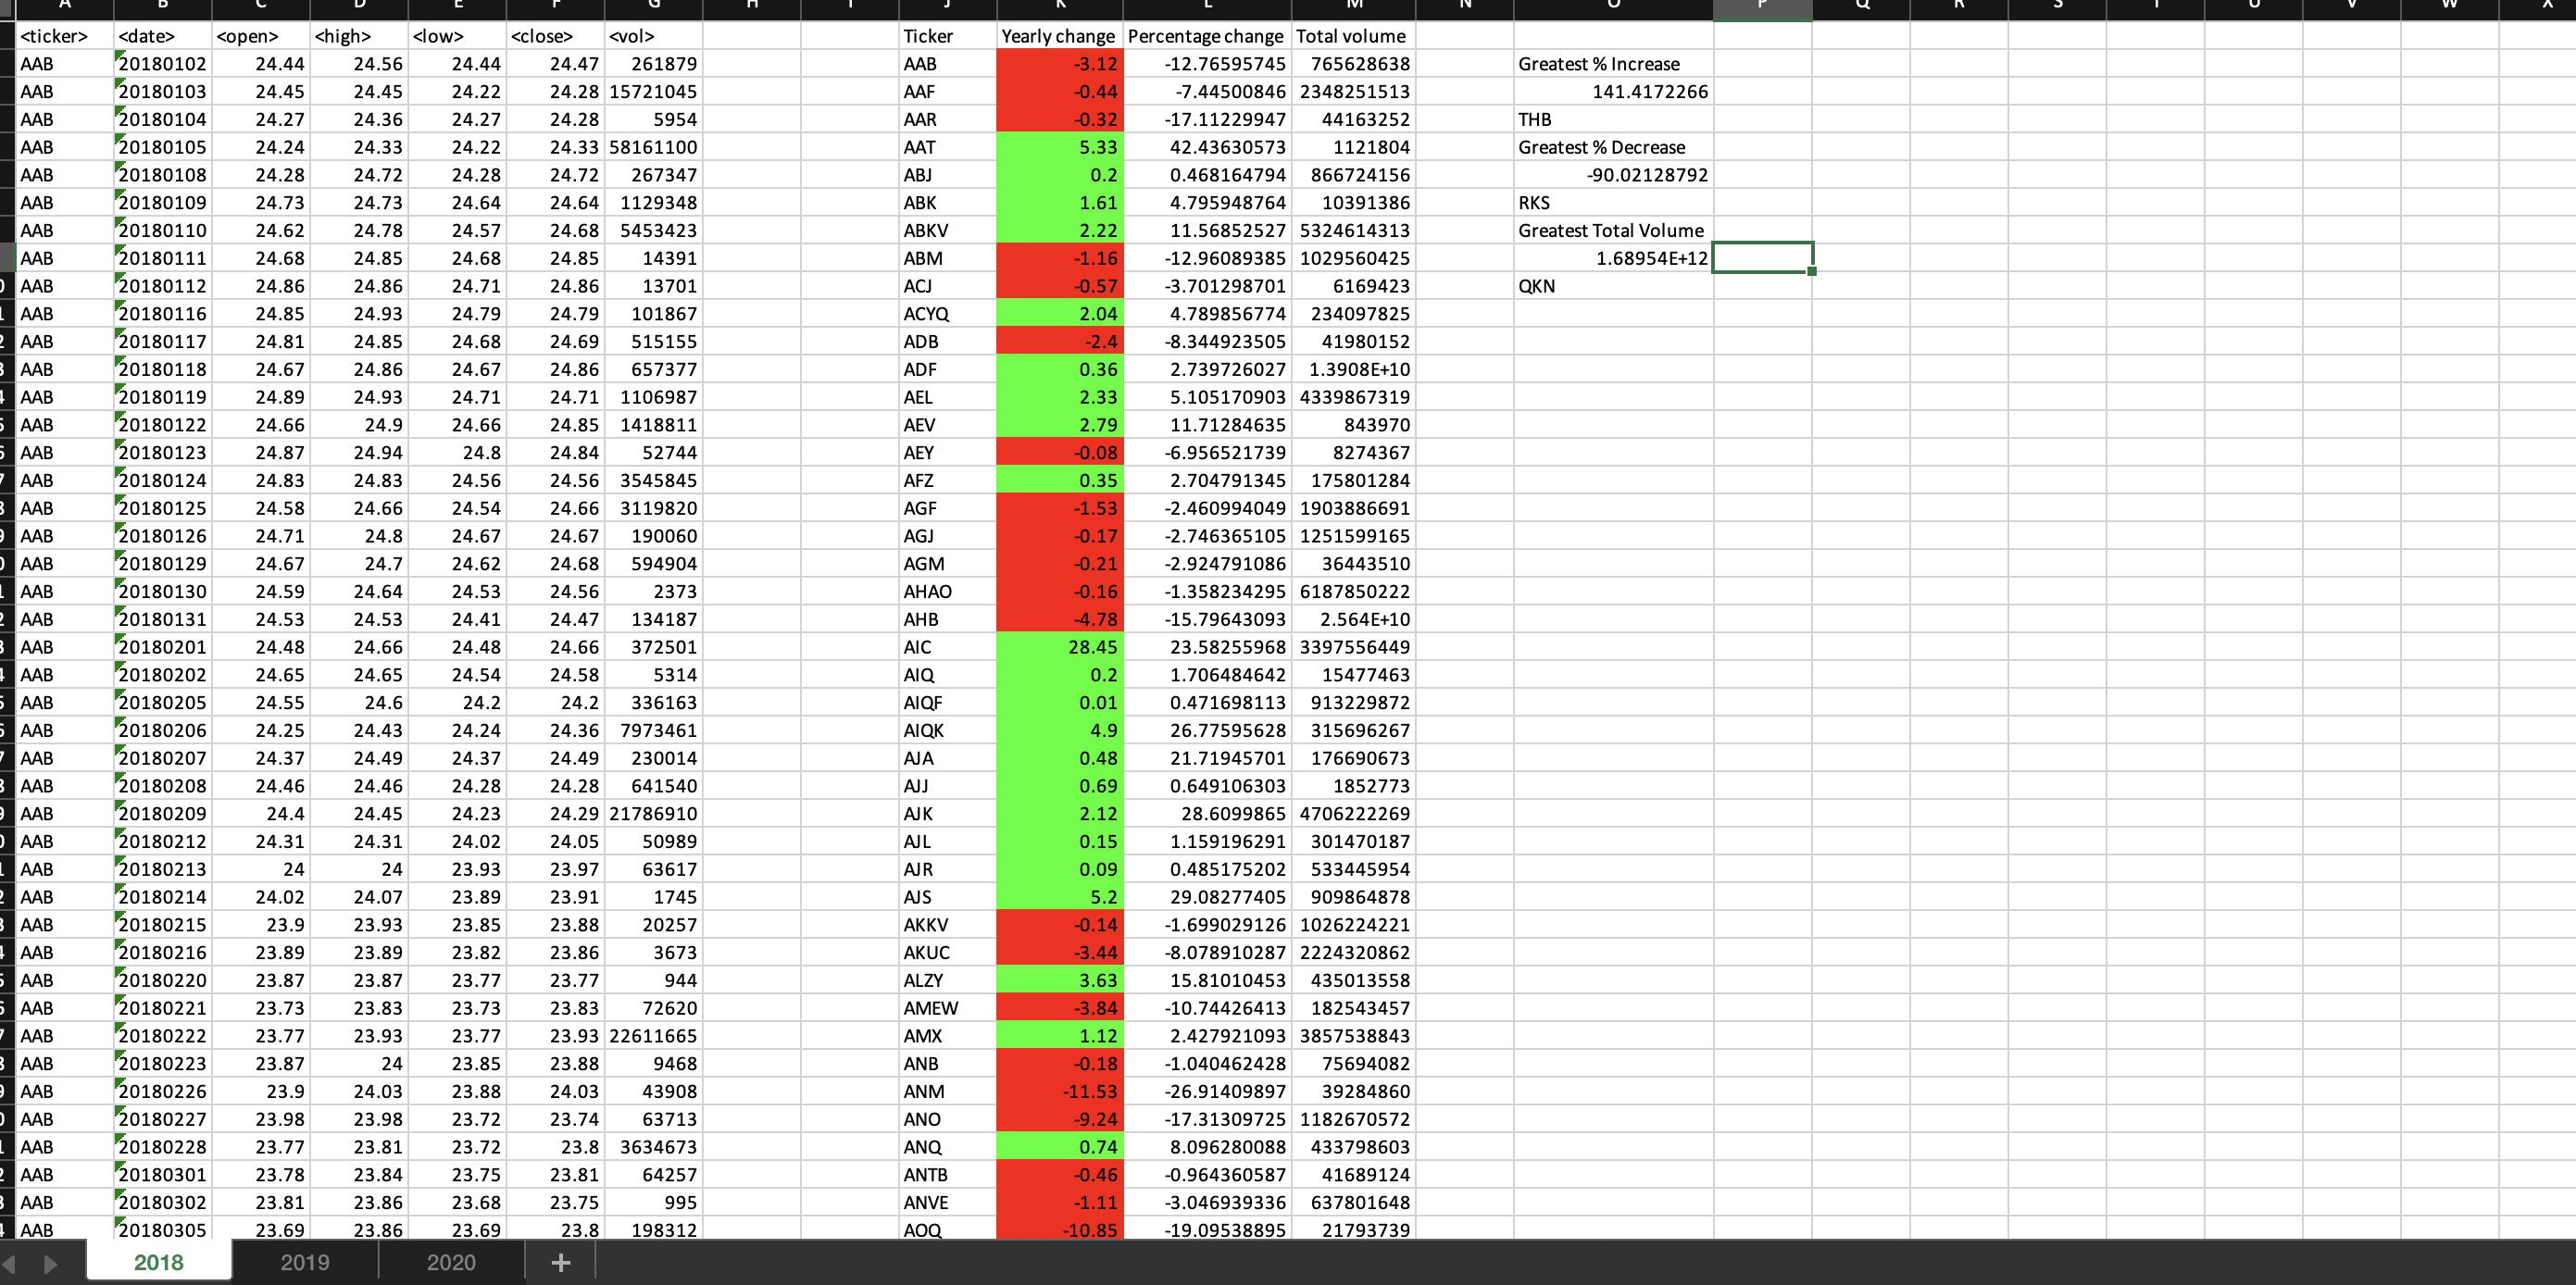 A B C D E F G H I J K L M N O P Q R S T U V W X
<ticker> <date> <open> <high> <low> <close> <vol> Ticker Yearly change Percentage change Total volume
AAB 20180102 24.44 24.56 24.44 24.47 261879 AAB -3.12 -12.76595745 765628638 Greatest % Increase
AAB 20180103 24.45 24.45 24.22 24.28 15721045 AAF -0.44 -7.44500846 2348251513 141.4172266
AAB 20180104 24.27 24.36 24.27 24.28 5954 AAR -0.32 -17.11229947 44163252 THB
AAB 20180105 24.24 24.33 24.22 24.33 58161100 AAT 5.33 42.43630573 1121804 Greatest % Decrease
AAB 20180108 24.28 24.72 24.28 24.72 267347 ABJ 0.2 0.468164794 866724156 -90.02128792
AAB 20180109 24.73 24.73 24.64 24.64 1129348 ABK 1.61 4.795948764 10391386 RKS
AAB 20180110 24.62 24.78 24.57 24.68 5453423 ABKV 2.22 11.56852527 5324614313 Greatest Total Volume
AAB 20180111 24.68 24.85 24.68 24.85 14391 ABM -1.16 -12.96089385 1029560425 1.68954E+12
AAB 20180112 24.86 24.86 24.71 24.86 13701 ACJ -0.57 -3.701298701 6169423 QKN
AAB 20180116 24.85 24.93 24.79 24.79 101867 ACYQ 2.04 4.789856774 234097825
AAB 20180117 24.81 24.85 24.68 24.69 515155 ADB -2.4 -8.344923505 41980152
AAB 20180118 24.67 24.86 24.67 24.86 657377 ADF 0.36 2.739726027 1.3908E+10
AAB 20180119 24.89 24.93 24.71 24.71 1106987 AEL 2.33 5.105170903 4339867319
AAB 20180122 24.66 24.9 24.66 24.85 1418811 AEV 2.79 11.71284635 843970
AAB 20180123 24.87 24.94 24.8 24.84 52744 AEY -0.08 -6.956521739 8274367
AAB 20180124 24.83 24.83 24.56 24.56 3545845 AFZ 0.35 2.704791345 175801284
AAB 20180125 24.58 24.66 24.54 24.66 3119820 AGF -1.53 -2.460994049 1903886691
AAB 20180126 24.71 24.8 24.67 24.67 190060 AGJ -0.17 -2.746365105 1251599165
AAB 20180129 24.67 24.7 24.62 24.68 594904 AGM -0.21 -2.924791086 36443510
AAB 20180130 24.59 24.64 24.53 24.56 2373 AHAO -0.16 -1.358234295 6187850222
AAB 20180131 24.53 24.53 24.41 24.47 134187 AHB -4.78 -15.79643093 2.564E+10
AAB 20180201 24.48 24.66 24.48 24.66 372501 AIC 28.45 23.58255968 3397556449
AAB 20180202 24.65 24.65 24.54 24.58 5314 AIQ 0.2 1.706484642 15477463
AAB 20180205 24.55 24.6 24.2 24.2 336163 AIQF 0.01 0.471698113 913229872
AAB 20180206 24.25 24.43 24.24 24.36 7973461 AIQK 4.9 26.77595628 315696267
AAB 20180207 24.37 24.49 24.37 24.49 230014 AJA 0.48 21.71945701 176690673
AAB 20180208 24.46 24.46 24.28 24.28 641540 AJJ 0.69 0.649106303 1852773
AAB 20180209 24.4 24.45 24.23 24.29 21786910 AJK 2.12 28.6099865 4706222269
AAB 20180212 24.31 24.31 24.02 24.05 50989 AJL 0.15 1.159196291 301470187
AAB 20180213 24 24 23.93 23.97 63617 AJR 0.09 0.485175202 533445954
AAB 20180214 24.02 24.07 23.89 23.91 1745 AJS 5.2 29.08277405 909864878
AAB 20180215 23.9 23.93 23.85 23.88 20257 AKKV -0.14 -1.699029126 1026224221
AAB 20180216 23.89 23.89 23.82 23.86 3673 AKUC -3.44 -8.078910287 2224320862
AAB 20180220 23.87 23.87 23.77 23.77 944 ALZY 3.63 15.81010453 435013558
AAB 20180221 23.73 23.83 23.73 23.83 72620 AMEW -3.84 -10.74426413 182543457
AAB 20180222 23.77 23.93 23.77 23.93 22611665 AMX 1.12 2.427921093 3857538843
AAB 20180223 23.87 24 23.85 23.88 9468 ANB -0.18 -1.040462428 75694082
AAB 20180226 23.9 24.03 23.88 24.03 43908 ANM -11.53 -26.91409897 39284860
AAB 20180227 23.98 23.98 23.72 23.74 63713 ANO -9.24 -17.31309725 1182670572
AAB 20180228 23.77 23.81 23.72 23.8 3634673 ANQ 0.74 8.096280088 433798603
AAB 20180301 23.78 23.84 23.75 23.81 64257 ANTB -0.46 -0.964360587 41689124
AAB 20180302 23.81 23.86 23.68 23.75 995 ANVE -1.11 -3.046939336 637801648
AAB 20180305 23.69 23.86 23.69 23.8 198312 AOQ -10.85 -19.09538895 21793739
2018 2019 2020 +